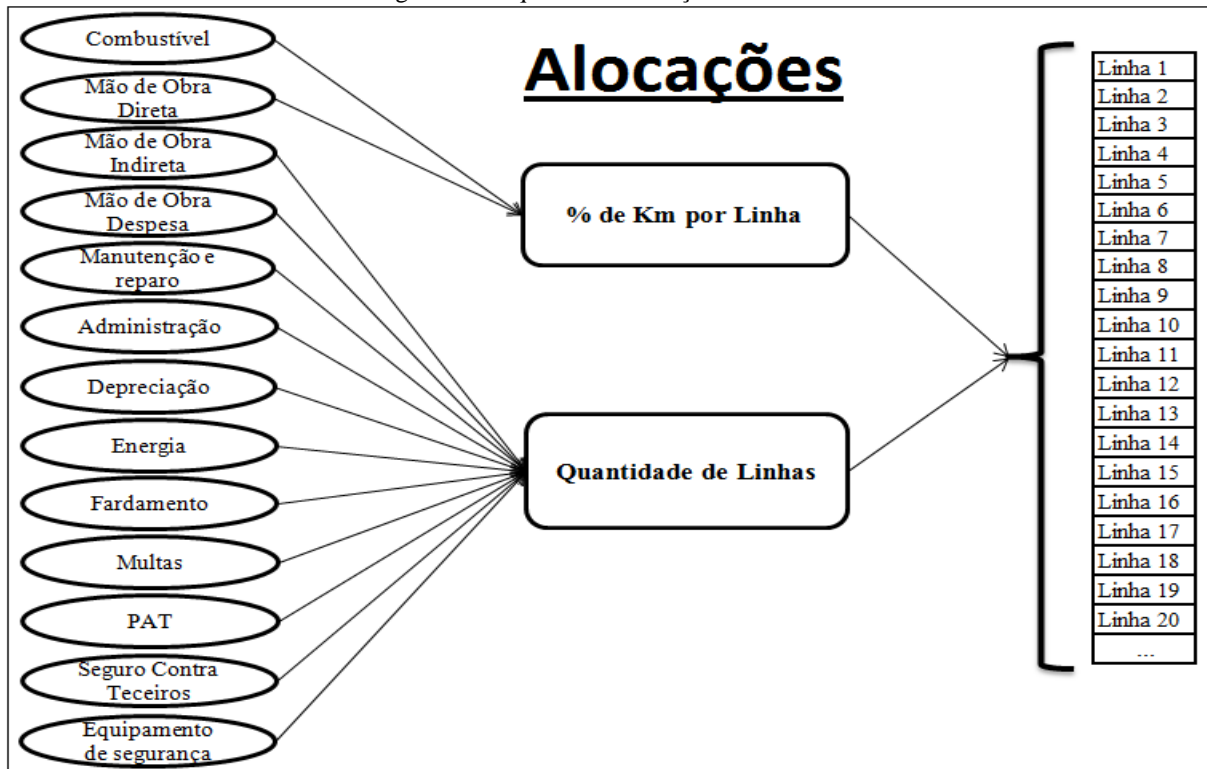 Combustível
Mão de Obra
Direta
Mão de Obra
Indireta
Mão de Obra
Despesa
Manutenção e
reparo
Administração
Depreciação
Energia
Fardamento
Multas
PAT
Seguro Contra
Teceiros
Equipamento
de segurança
Alocações
% de Km por Linha
Quantidade de Linhas
Linha 1
Linha 2
Linha 3
Linha 4
Linha 5
Linha 6
Linha 7
Linha 8
Linha 9
Linha 10
Linha 11
Linha 12
Linha 13
Linha 14
Linha 15
Linha 16
Linha 17
Linha 18
Linha 19
Linha 20
...